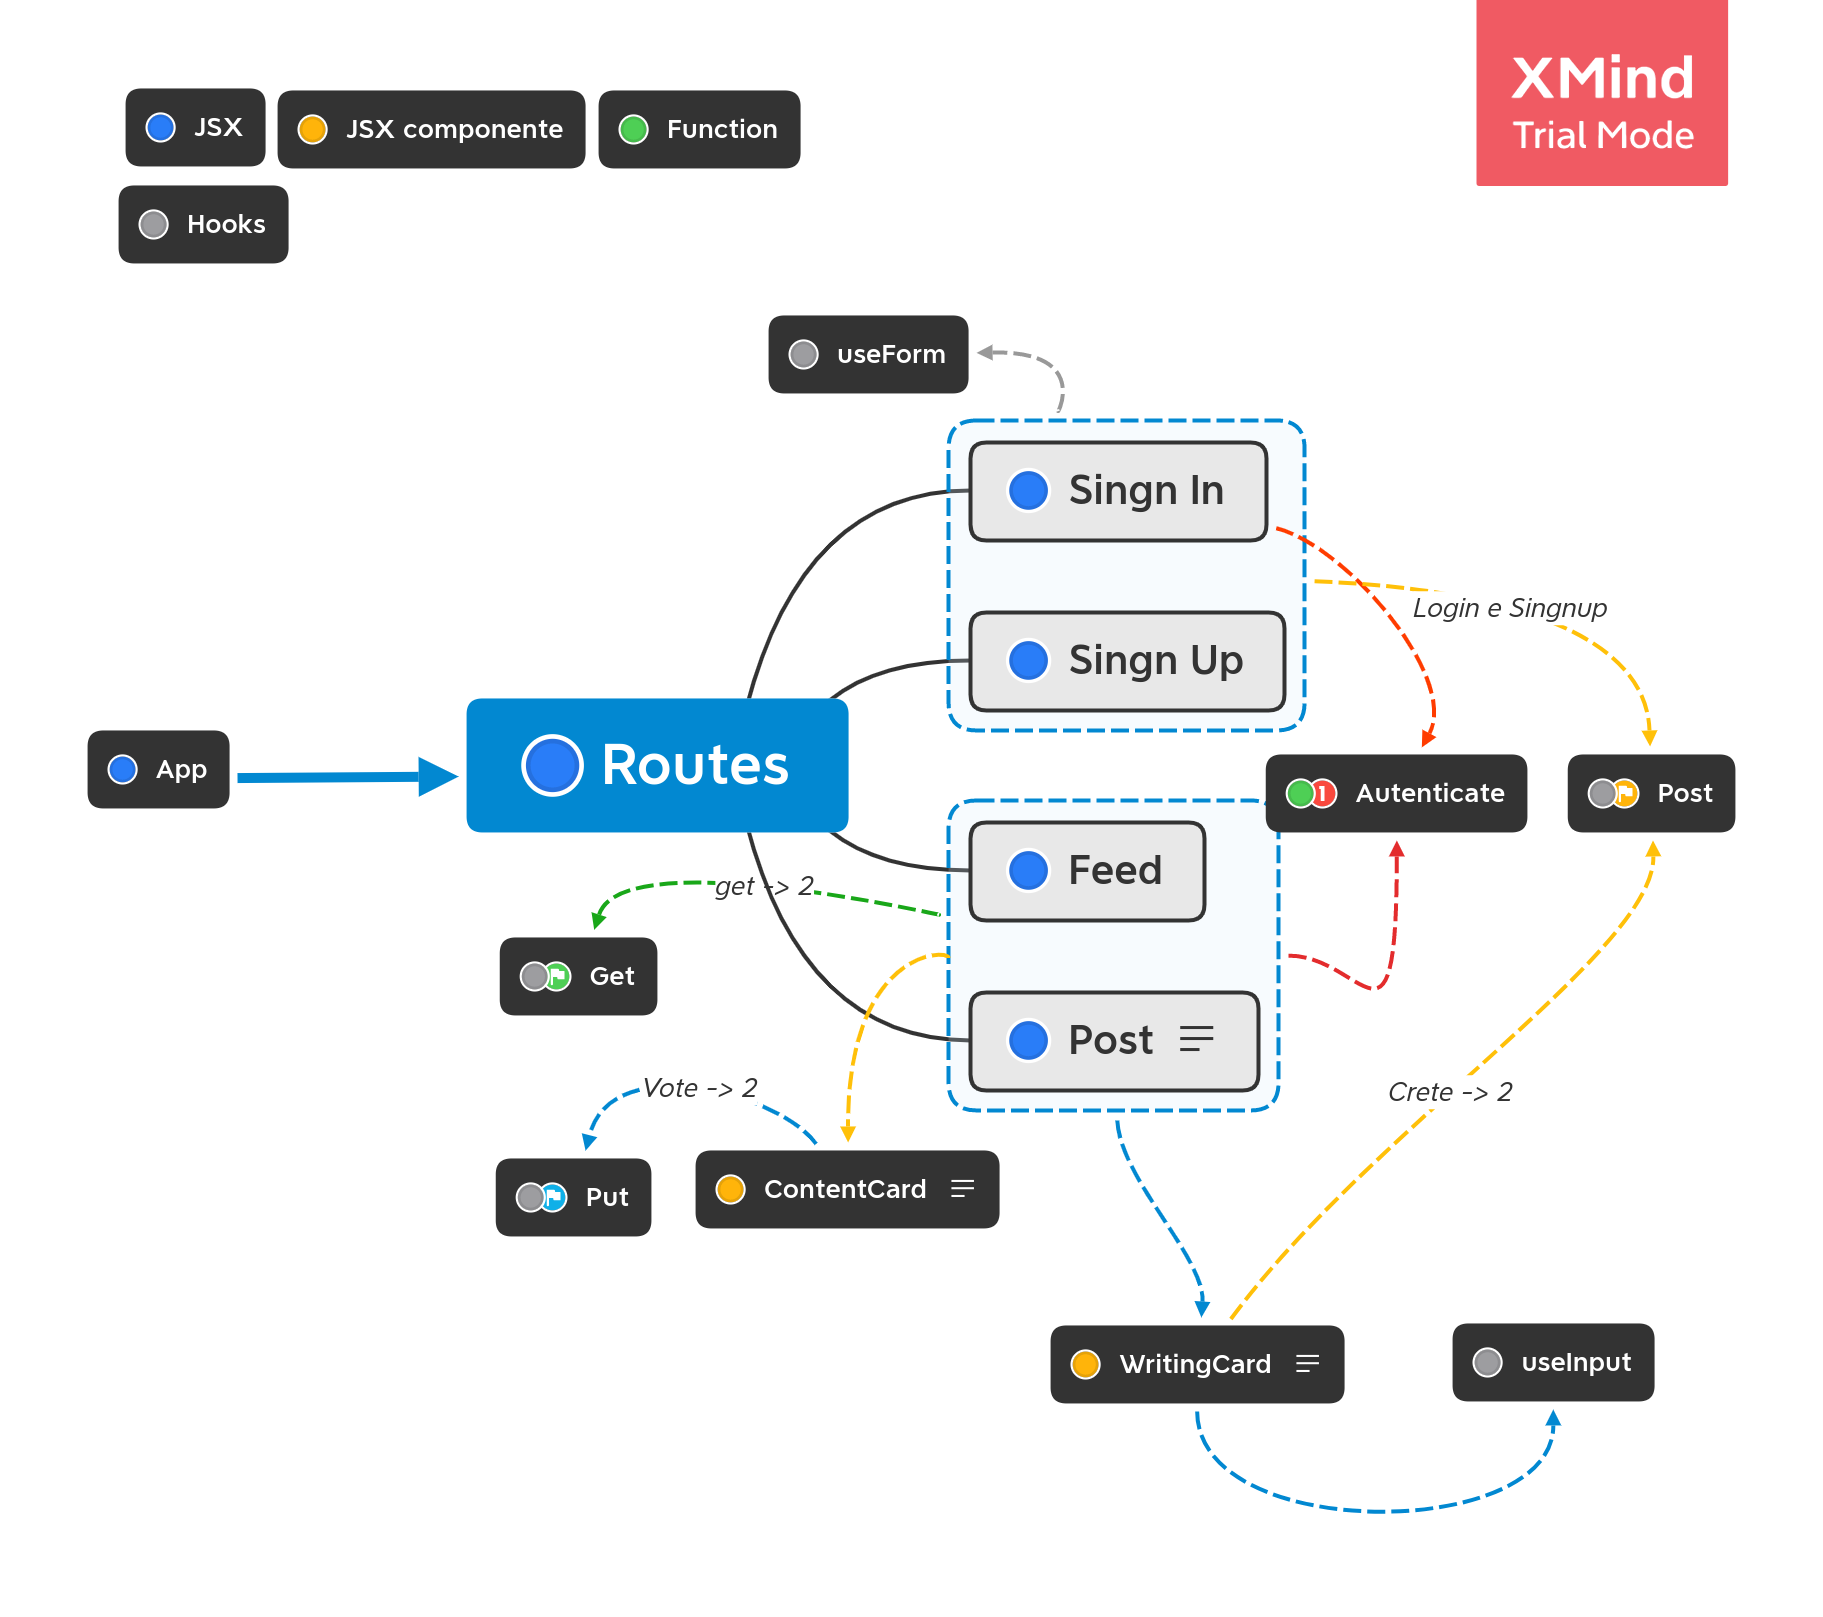 XMind
Trial Mode
JSX
JSX componente
Function
Hooks
useForm
Singn In
Login e Singnup
Singn Up
App
Routes
Autenticate
1
Post
Feed
get -> 2
Get
Post
Vote -> 2
Crete -> 2
Put
ContentCard
WritingCard
useInput